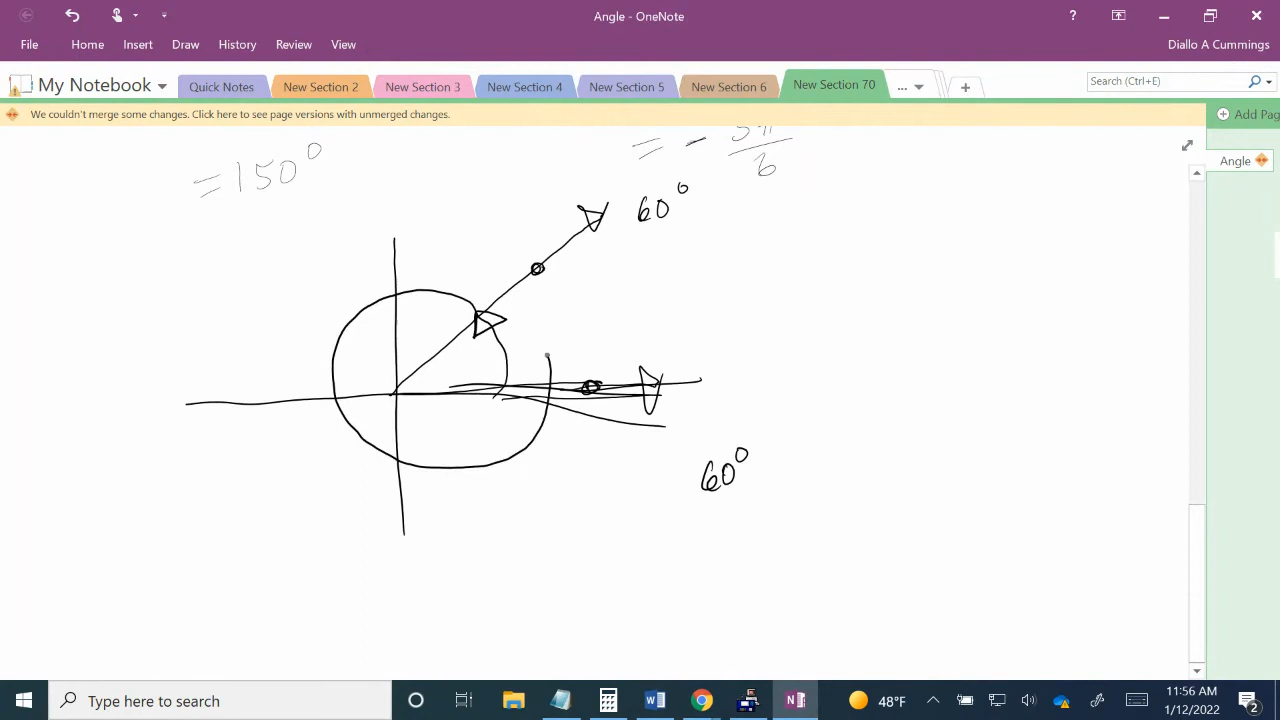 Angle - OneNote
?
File Home Insert Draw History Review View
Diallo A Cummings
My Notebook Quick Notes New Section 2 New Section 3 New Section 4 New Section 5 New Section 6 New Section 70 ... + Search (Ctrl+E)
We couldn't merge some changes. Click here to see page versions with unmerged changes.
Add Pag
Angle
=150°
= - 5π/6
60°
60°
Type here to search
48°F
11:56 AM
1/12/2022
2